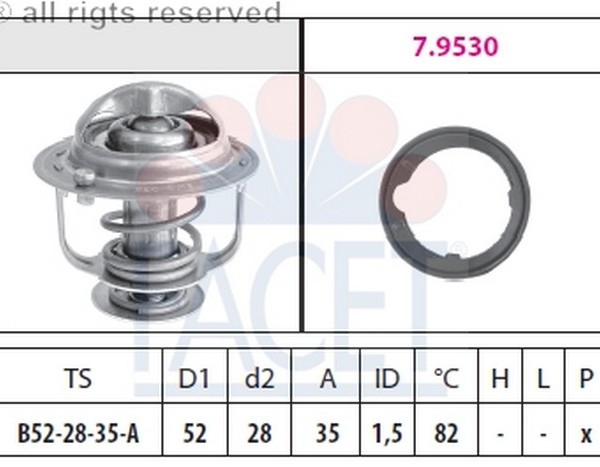 ® all rigts reserved
7.9530
FACET ®
TS D1 d2 A ID °C H L P
B52-28-35-A 52 28 35 1,5 82 - - x